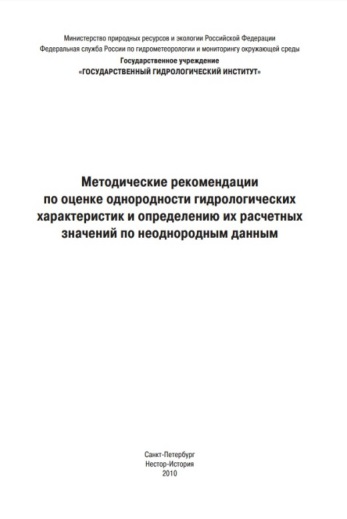 Министерство природных ресурсов и экологии Российской Федерации
Федеральная служба России по гидрометеорологии и мониторингу окружающей среды
Государственное учреждение
«ГОСУДАРСТВЕННЫЙ ГИДРОЛОГИЧЕСКИЙ ИНСТИТУТ»
Методические рекомендации
по оценке однородности гидрологических
характеристик и определению их расчетных
значений по неоднородным данным
Санкт-Петербург
Нестор-История
2010